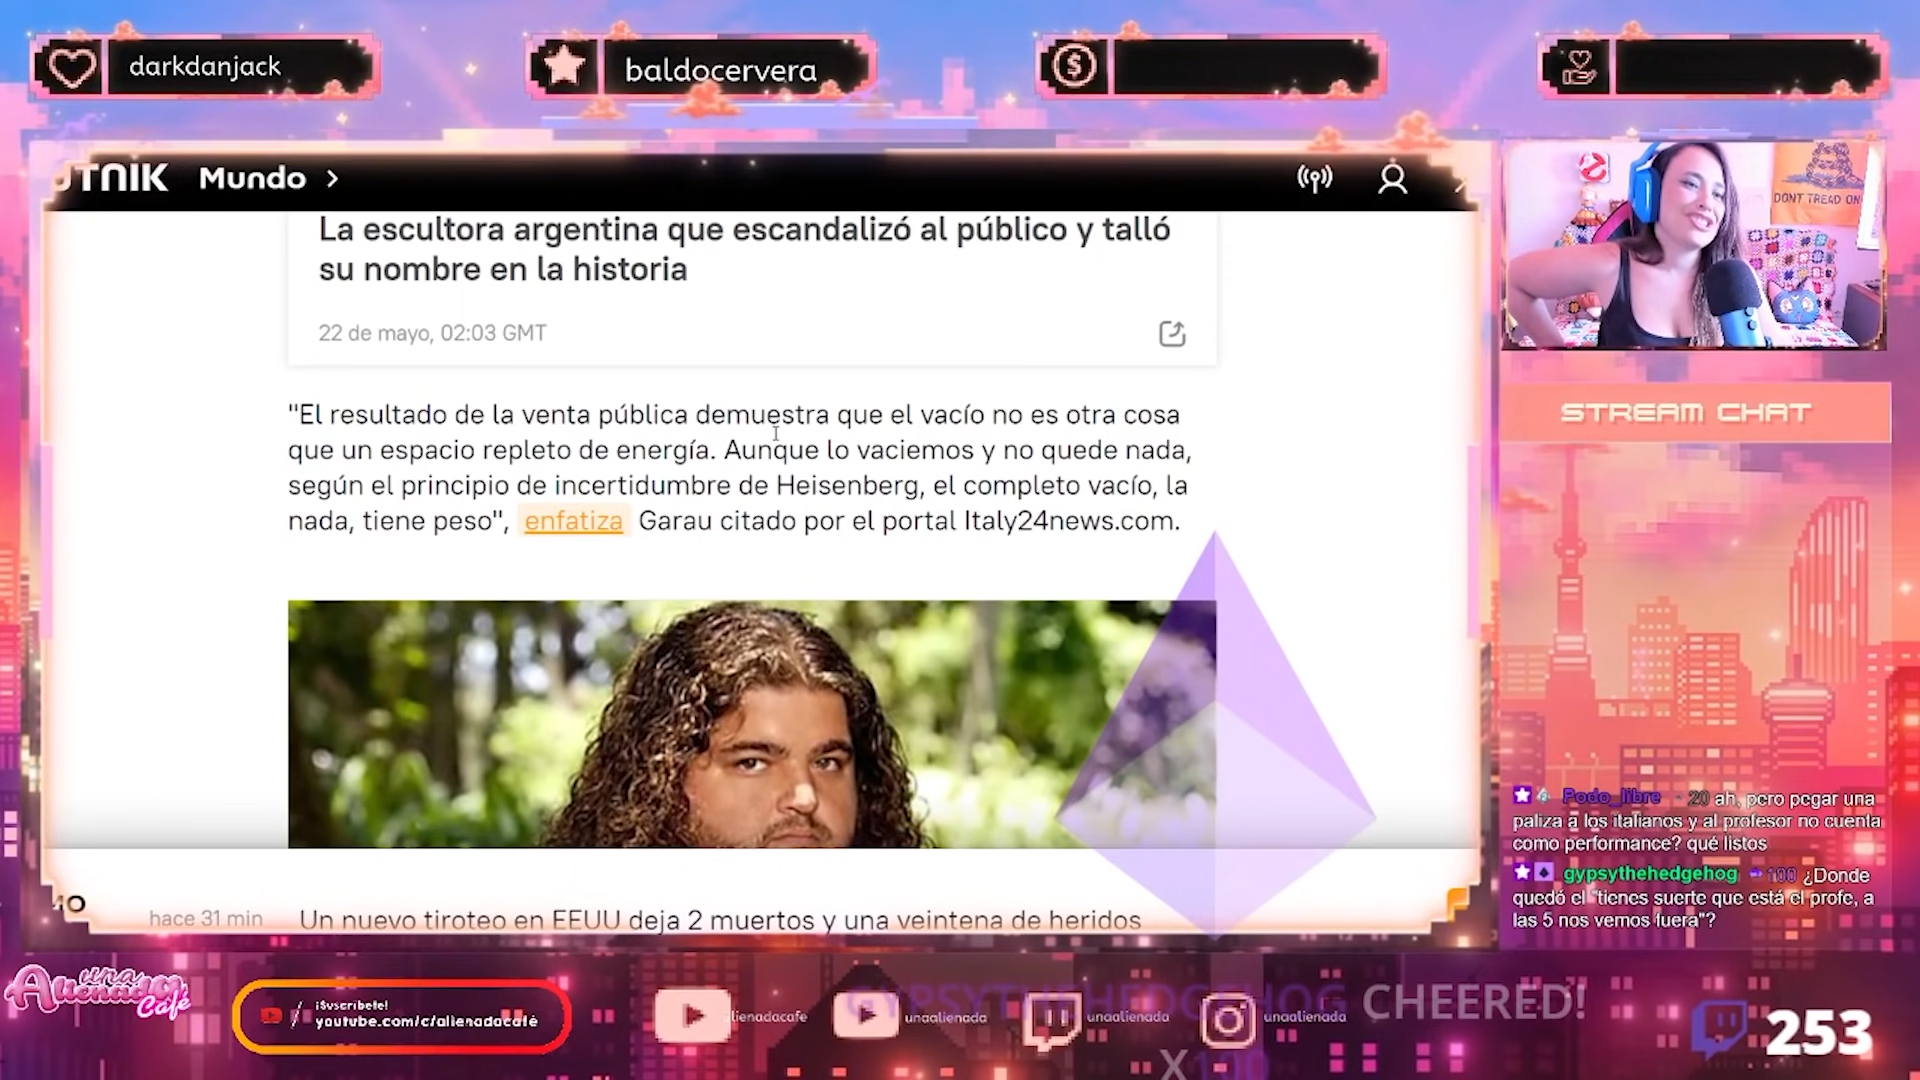 darkdanjack
baldocervera
UTNIK Mundo
La escultora argentina que escandalizó al público y talló
su nombre en la historia
22 de mayo, 02:03 GMT
"El resultado de la venta pública demuestra que el vacío no es otra cosa
que un espacio repleto de energía. Aunque lo vaciemos y no quede nada,
según el principio de incertidumbre de Heisenberg, el completo vacío, la
nada, tiene peso", enfatiza Garau citado por el portal Italy24news.com.
hace 31 min Un nuevo tiroteo en EEUU deja 2 muertos y una veintena de heridos
DONT TREAD ON
STREAM CHAT
Podo_libre 20 ah, pero pegar una
paliza a los italianos y al profesor no cuenta
como performance? qué listos
gypsythehedgehog 100 ¿Donde
quedó el "tienes suerte que está el profe, a
las 5 nos vemos fuera"?
una
Alienada
Café
¡Suscribete!
youtube.com/c/alienadacafe
alienadacafe
unaalienada
unaalienada
unaalienada
GYPSYTHEHEDGEHOG CHEERED!
X100
253